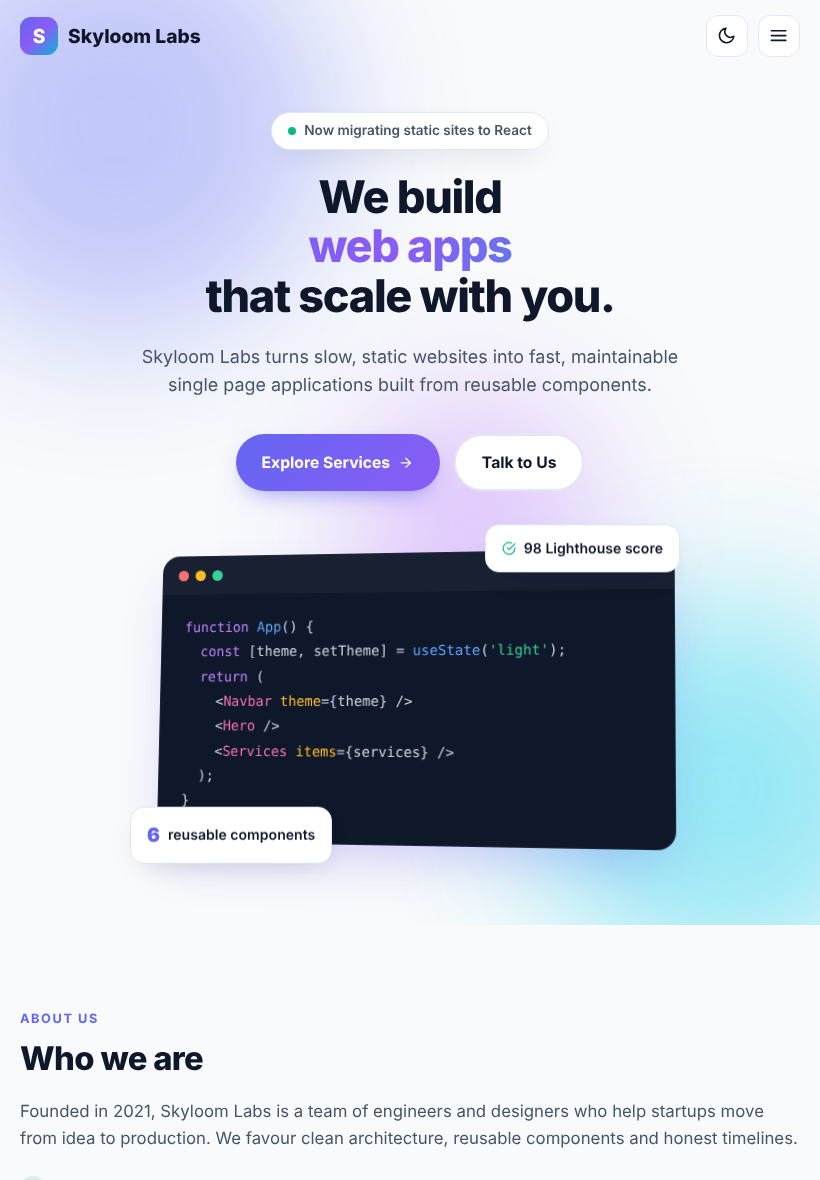 S Skyloom Labs
Now migrating static sites to React
We build
web apps
that scale with you.
Skyloom Labs turns slow, static websites into fast, maintainable
single page applications built from reusable components.
Explore Services →
Talk to Us
98 Lighthouse score
function App() {
  const [theme, setTheme] = useState('light');
  return (
    <Navbar theme={theme} />
    <Hero />
    <Services items={services} />
  );
}
6 reusable components
ABOUT US
Who we are
Founded in 2021, Skyloom Labs is a team of engineers and designers who help startups move
from idea to production. We favour clean architecture, reusable components and honest timelines.